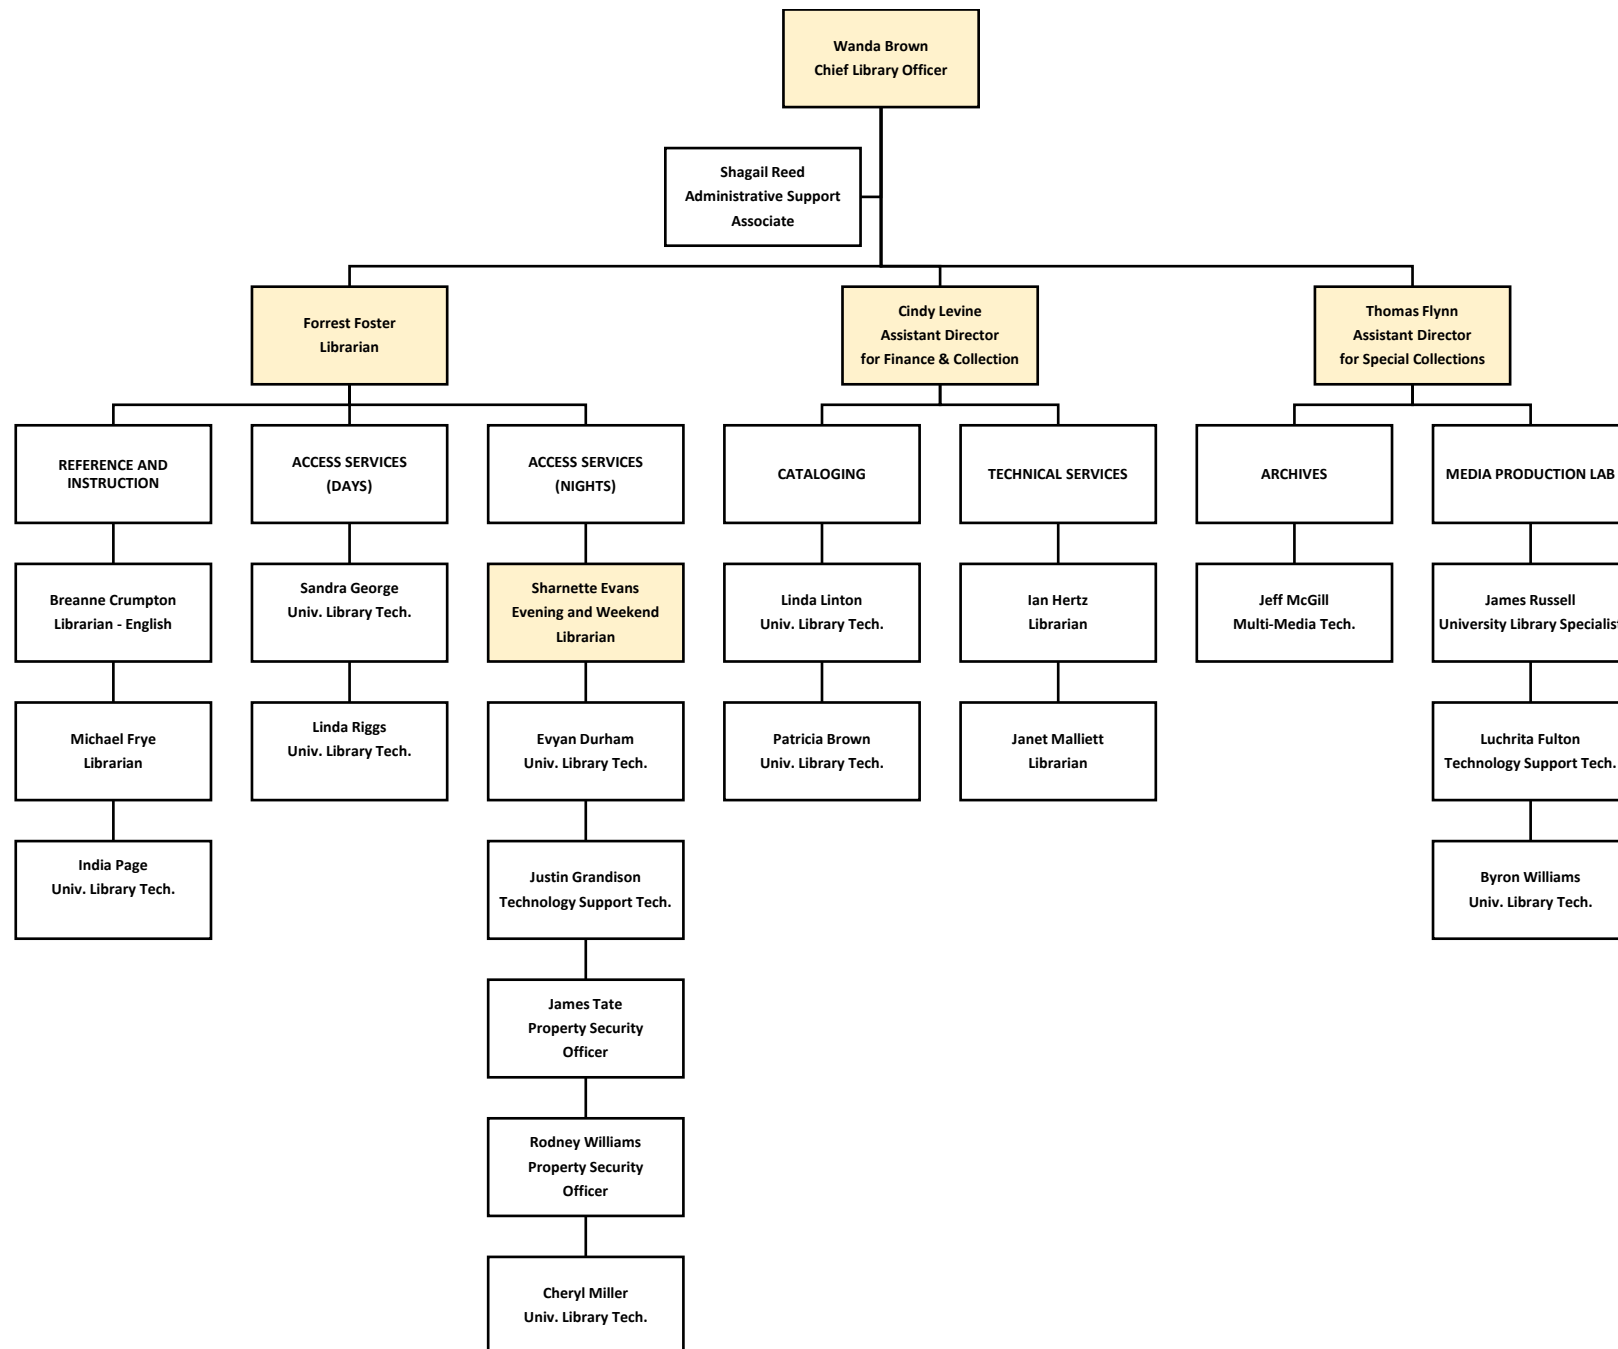 Wanda Brown
Chief Library Officer
Shagail Reed
Administrative Support
Associate
Forrest Foster
Librarian
Cindy Levine
Assistant Director
for Finance & Collection
Thomas Flynn
Assistant Director
for Special Collections
REFERENCE AND
INSTRUCTION
ACCESS SERVICES
(DAYS)
ACCESS SERVICES
(NIGHTS)
CATALOGING
TECHNICAL SERVICES
ARCHIVES
MEDIA PRODUCTION LAB
Breanne Crumpton
Librarian - English
Sandra George
Univ. Library Tech.
Sharnette Evans
Evening and Weekend
Librarian
Linda Linton
Univ. Library Tech.
Ian Hertz
Librarian
Jeff McGill
Multi-Media Tech.
James Russell
University Library Specialist
Michael Frye
Librarian
Linda Riggs
Univ. Library Tech.
Evyan Durham
Univ. Library Tech.
Patricia Brown
Univ. Library Tech.
Janet Malliett
Librarian
Luchrita Fulton
Technology Support Tech.
India Page
Univ. Library Tech.
Justin Grandison
Technology Support Tech.
Byron Williams
Univ. Library Tech.
James Tate
Property Security
Officer
Rodney Williams
Property Security
Officer
Cheryl Miller
Univ. Library Tech.